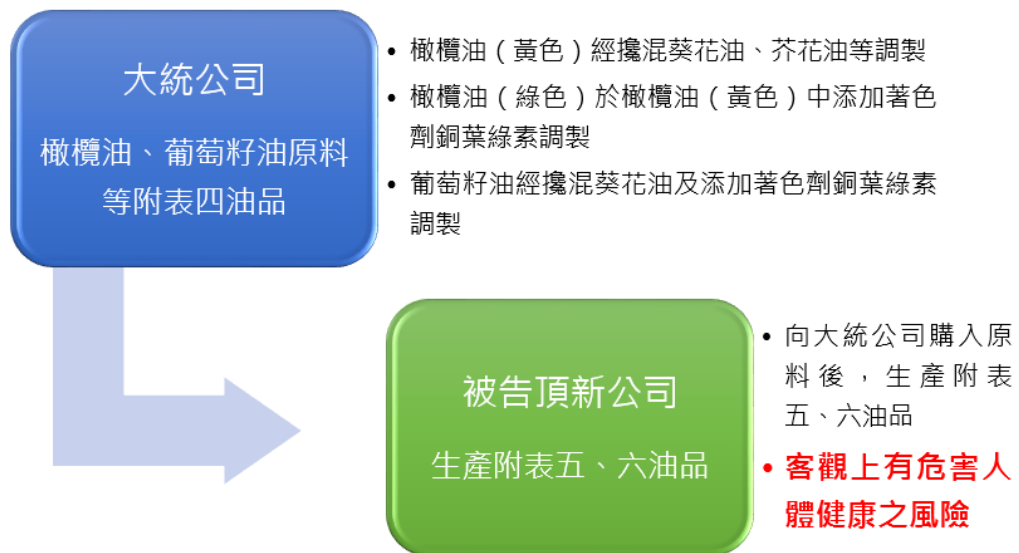 大統公司
橄欖油、葡萄籽油原料
等附表四油品
• 橄欖油（黃色）經攙混葵花油、芥花油等調製
• 橄欖油（綠色）於橄欖油（黃色）中添加著色
劑銅葉綠素調製
• 葡萄籽油經攙混葵花油及添加著色劑銅葉綠素
調製
被告頂新公司
生產附表五、六油品
• 向大統公司購入原
料後，生產附表
五、六油品
• 客觀上有危害人
體健康之風險